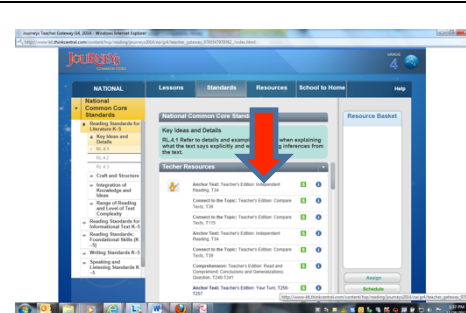 Journeys Teacher Gateway G4, 2014 - Windows Internet Explorer
JOURNEYS
COMMON CORE
4
NATIONAL
Lessons
Standards
Resources
School to Home
Help
National
Common Core
Standards
Reading Standards for
Literature K-5
Key Ideas and
Details
RL.4.1
RL.4.2
RL.4.3
Craft and Structure
Integration of
Knowledge and
Ideas
Range of Reading
and Level of Text
Complexity
Reading Standards for
Informational Text K-5
Reading Standards:
Foundational Skills (K
-5)
Writing Standards K-5
Speaking and
Listening Standards K
-5
National Common Core
Key Ideas and Details
RL.4.1 Refer to details and when explaining
what the text says explicitly and inferences from
the text.
Techer Resources
Anchor Text: Teacher's Edition: Independent
Reading, T34
Connect to the Topic: Teacher's Edition: Compare
Texts, T39
Connect to the Topic: Teacher's Edition: Compare
Texts, T115
Anchor Text: Teacher's Edition: Independent
Reading, T34
Connect to the Topic: Teacher's Edition: Compare
Texts, T39
Comprehension: Teacher's Edition: Read and
Comprehend: Conclusions and Generalizations;
Question, T240-T241
Anchor Text: Teacher's Edition: Your Turn, T256-
T257
Resource Basket
Assign
Schedule